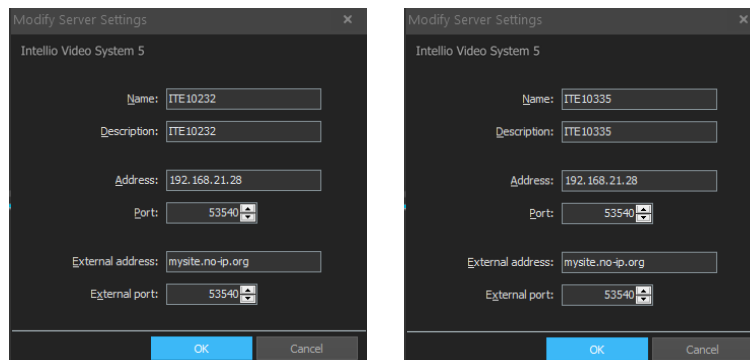 Modify Server Settings ×
Intellio Video System 5
Name: ITE10232
Description: ITE10232
Address: 192.168.21.28
Port: 53540
External address: mysite.no-ip.org
External port: 53540
OK Cancel
Modify Server Settings ×
Intellio Video System 5
Name: ITE10335
Description: ITE10335
Address: 192.168.21.28
Port: 53540
External address: mysite.no-ip.org
External port: 53540
OK Cancel